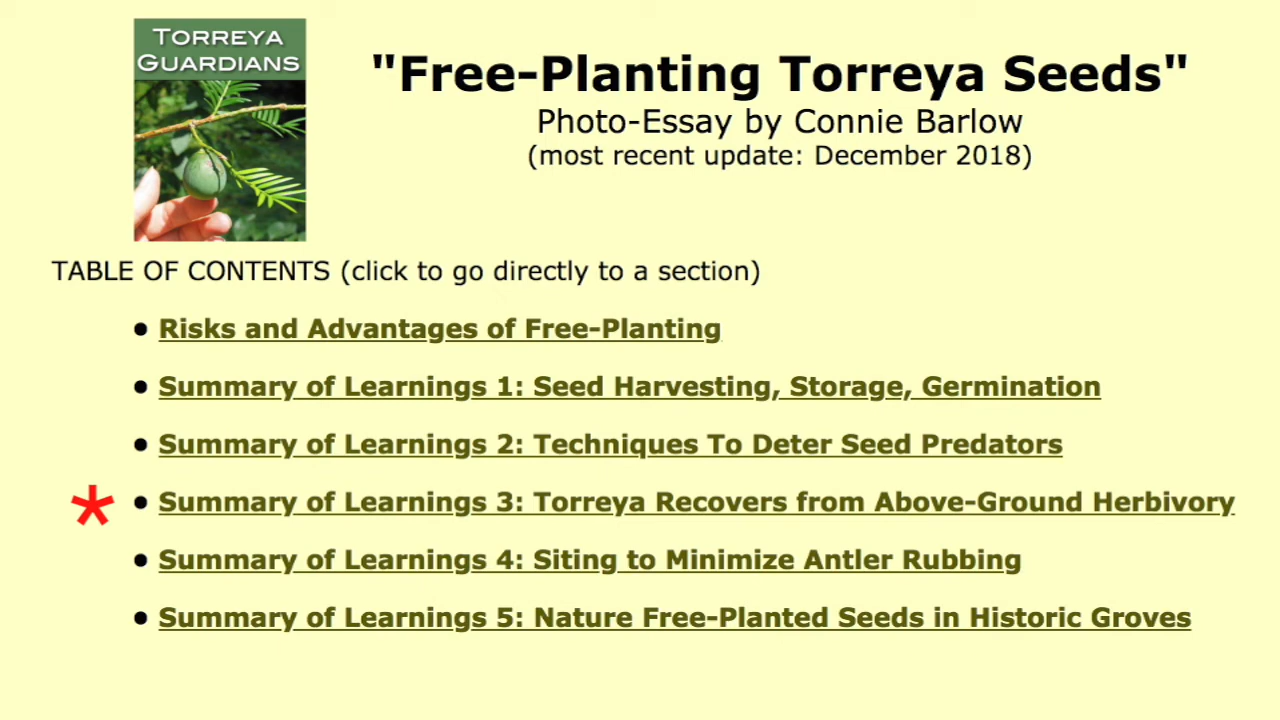 TORREYA
GUARDIANS
"Free-Planting Torreya Seeds"
Photo-Essay by Connie Barlow
(most recent update: December 2018)
TABLE OF CONTENTS (click to go directly to a section)
• Risks and Advantages of Free-Planting
• Summary of Learnings 1: Seed Harvesting, Storage, Germination
• Summary of Learnings 2: Techniques To Deter Seed Predators
* • Summary of Learnings 3: Torreya Recovers from Above-Ground Herbivory
• Summary of Learnings 4: Siting to Minimize Antler Rubbing
• Summary of Learnings 5: Nature Free-Planted Seeds in Historic Groves